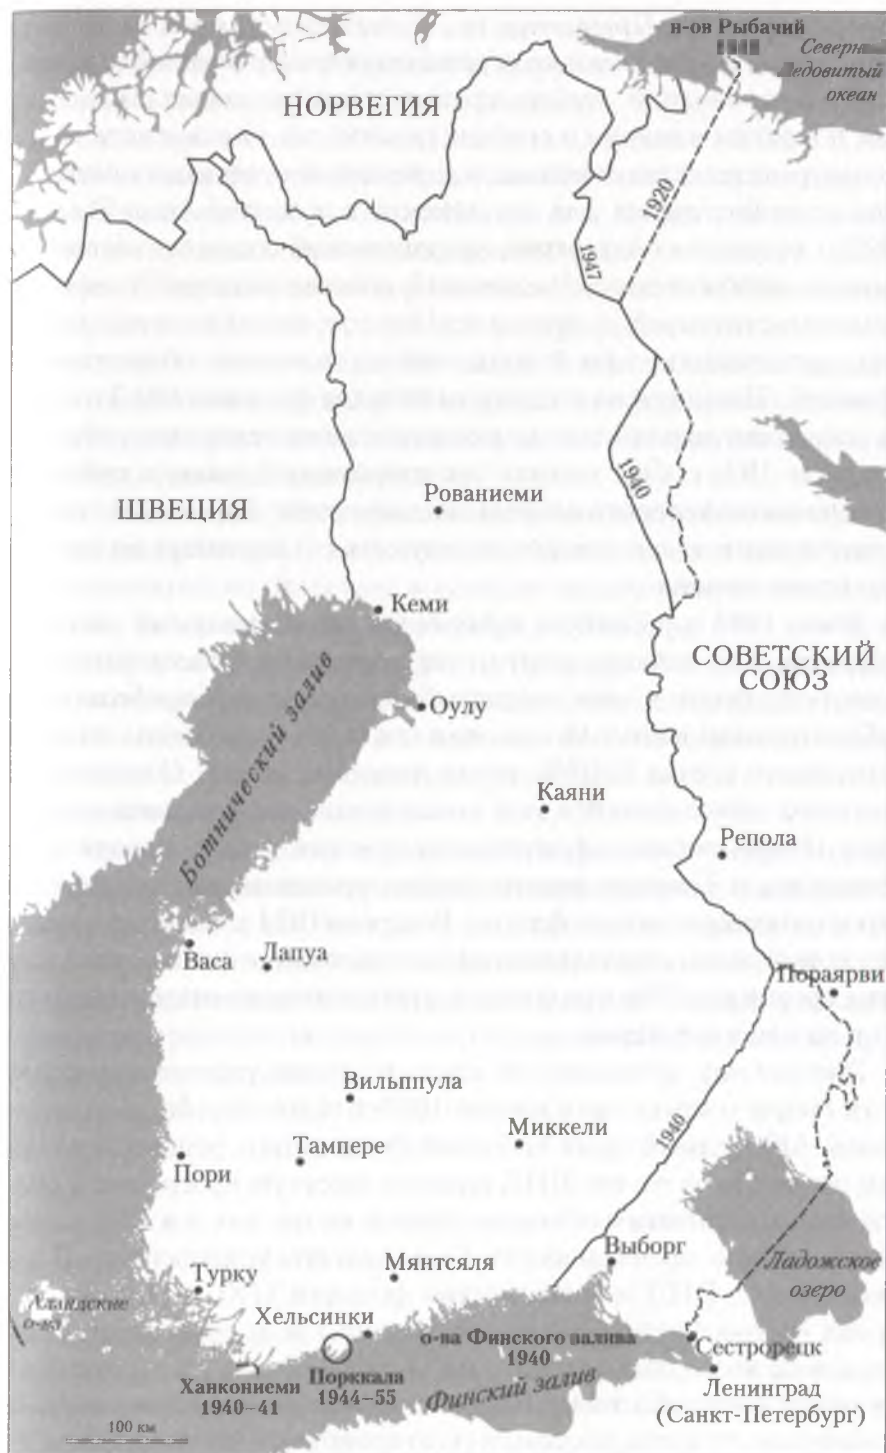 п-ов Рыбачий
Северн
Ледовитый
океан
НОРВЕГИЯ
1920
1947
1940
Рованиеми
ШВЕЦИЯ
Кеми
СОВЕТСКИЙ
СОЮЗ
Ботнический залив
Оулу
Каяни
Репола
Васа
Лапуа
Пораярви
Вильппула
1940
Миккели
Тампере
Пори
Выборг
Ладожское
озеро
Мянтсяля
Турку
Аландские
о-ва
Хельсинки
о-ва Финского залива
1940
Сестрорецк
Порккала
1944–55
Ханкониеми
1940–41
Финский залив
Ленинград
(Санкт-Петербург)
100 км